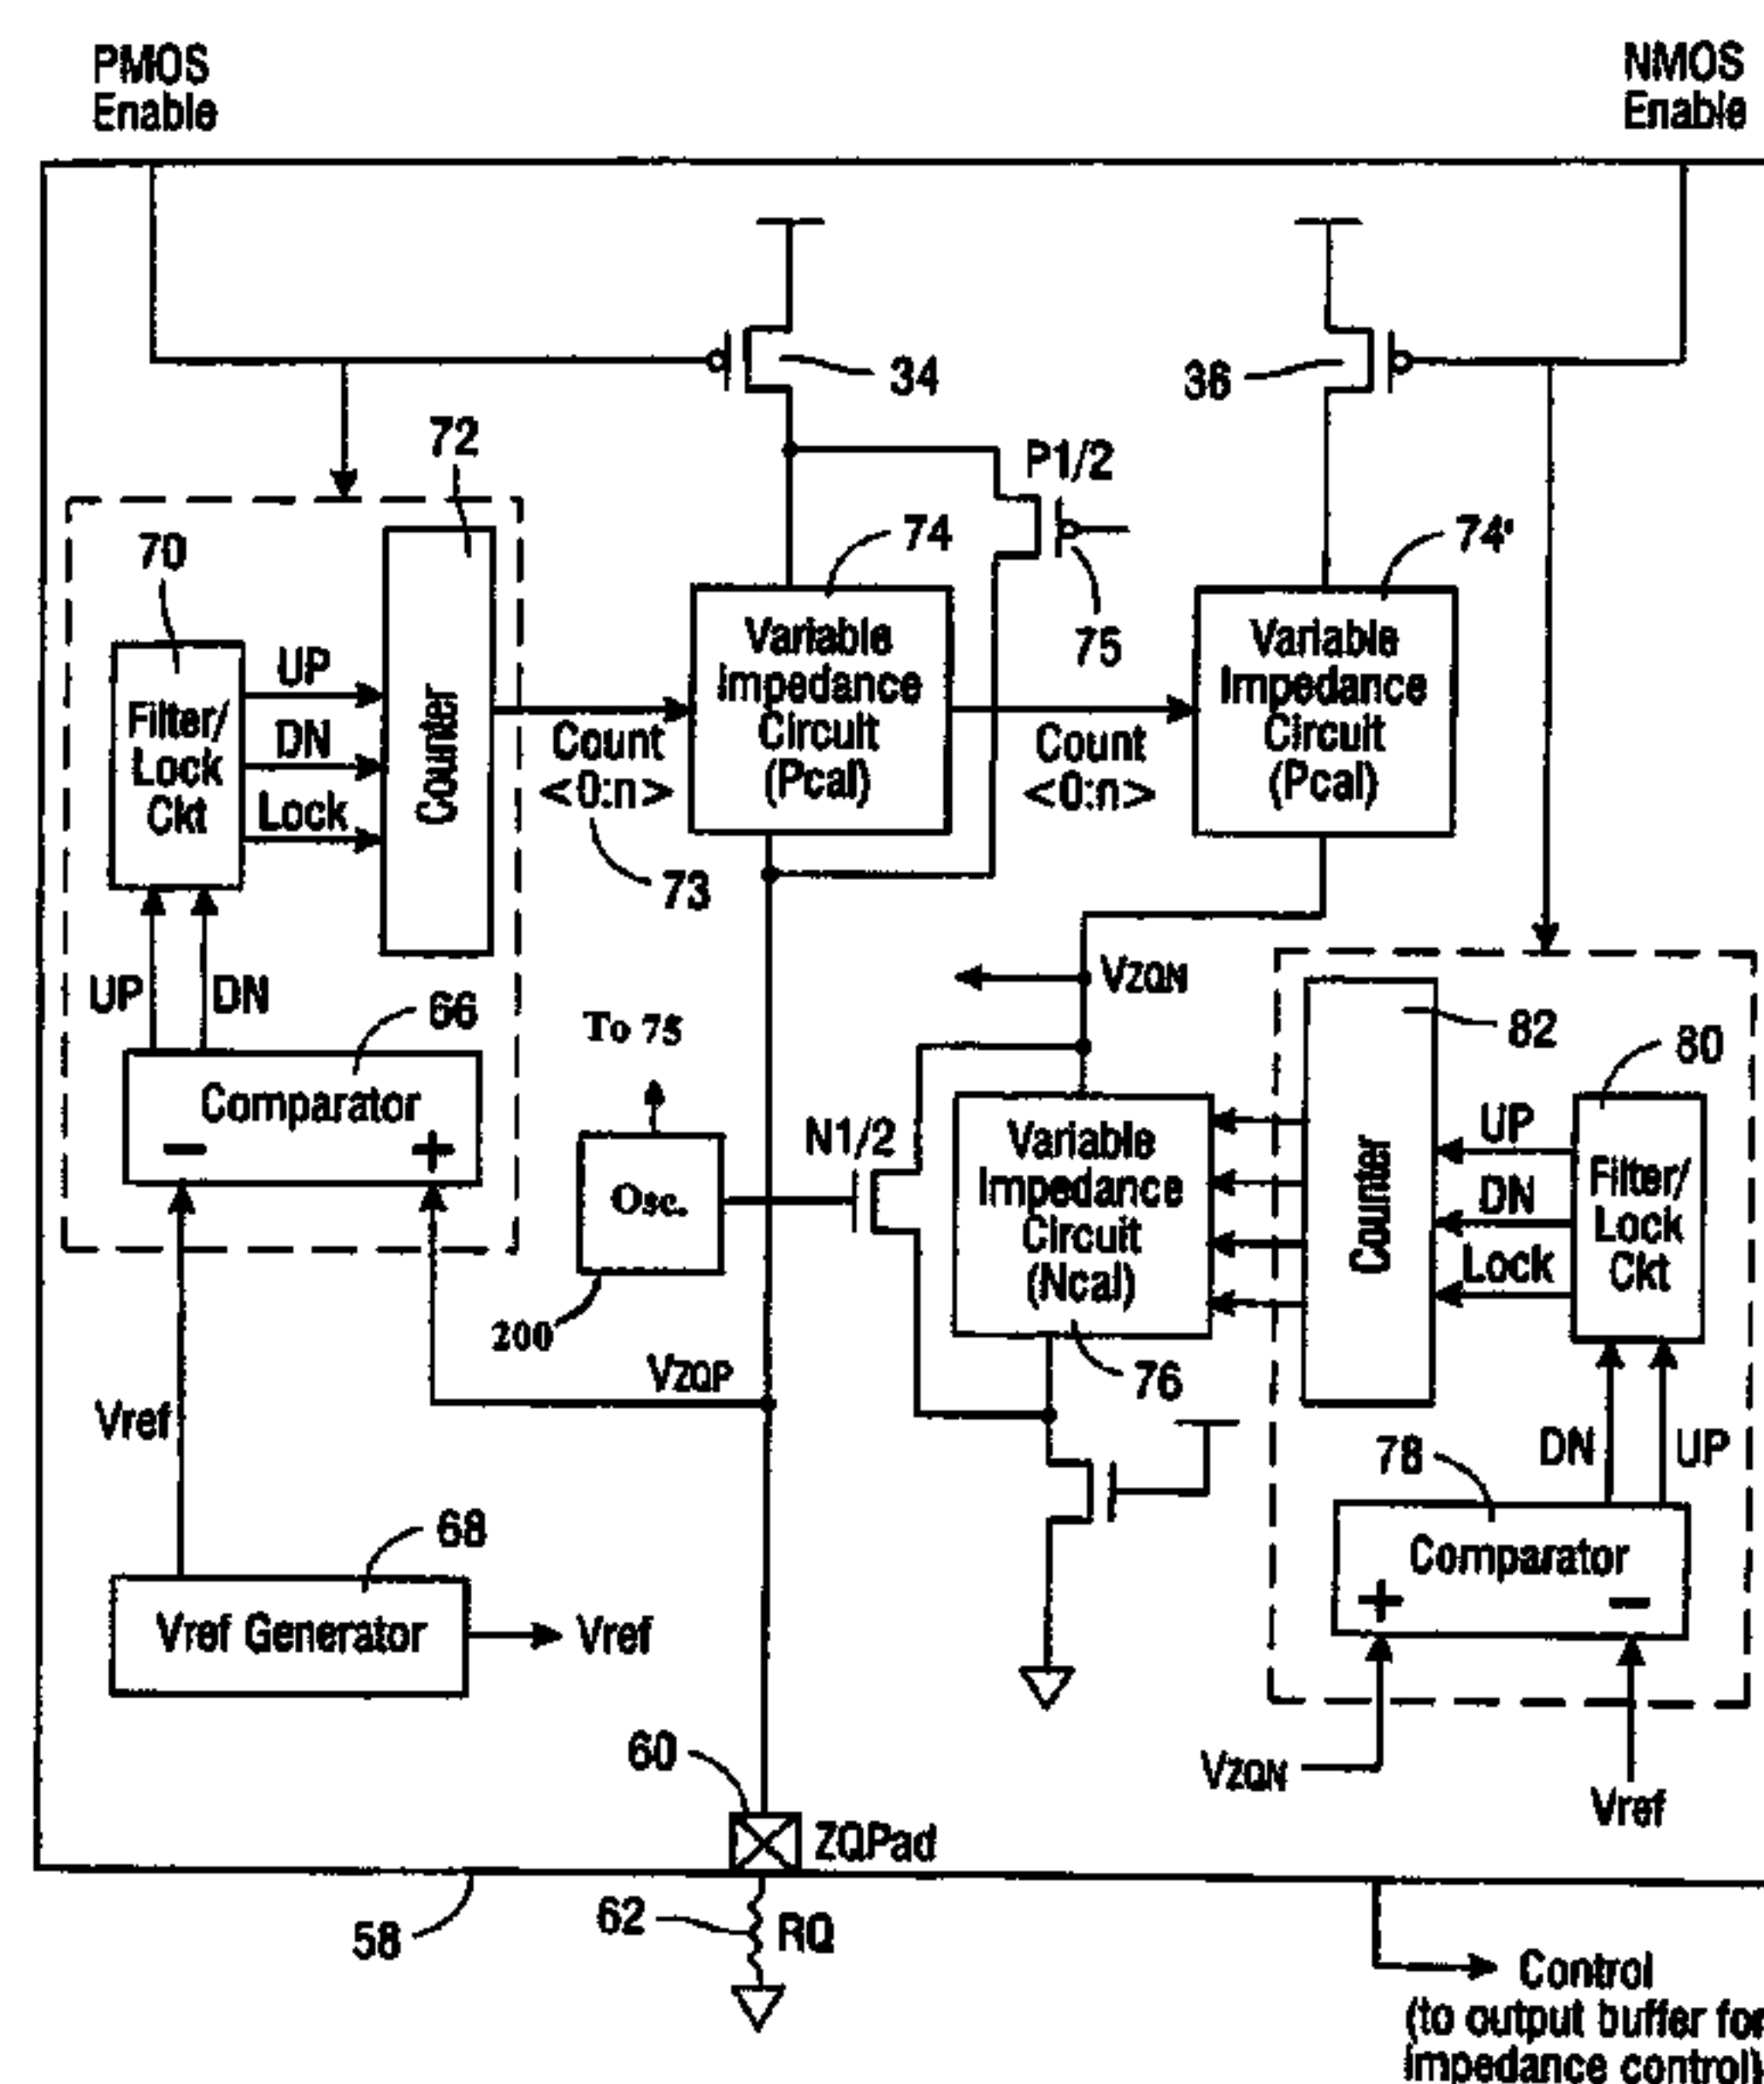 PMOS
Enable
NMOS
Enable
34
36
72
P1/2
70
74
74'
75
UP
DN
Lock
Filter/
Lock
Ckt
Counter
Count
<0:n>
73
Variable
Impedance
Circuit
(Pcal)
Count
<0:n>
Variable
Impedance
Circuit
(Pcal)
UP
DN
66
Comparator
− +
To 75
Osc.
200
N1/2
VZQN
Variable
Impedance
Circuit
(Ncal)
76
82
80
Counter
UP
DN
Lock
Filter/
Lock
Ckt
VZQP
Vref
DN
UP
78
Comparator
+ −
68
Vref Generator
Vref
VZQN
Vref
60
ZQPad
58
62
RQ
Control
(to output buffer for
impedance control)